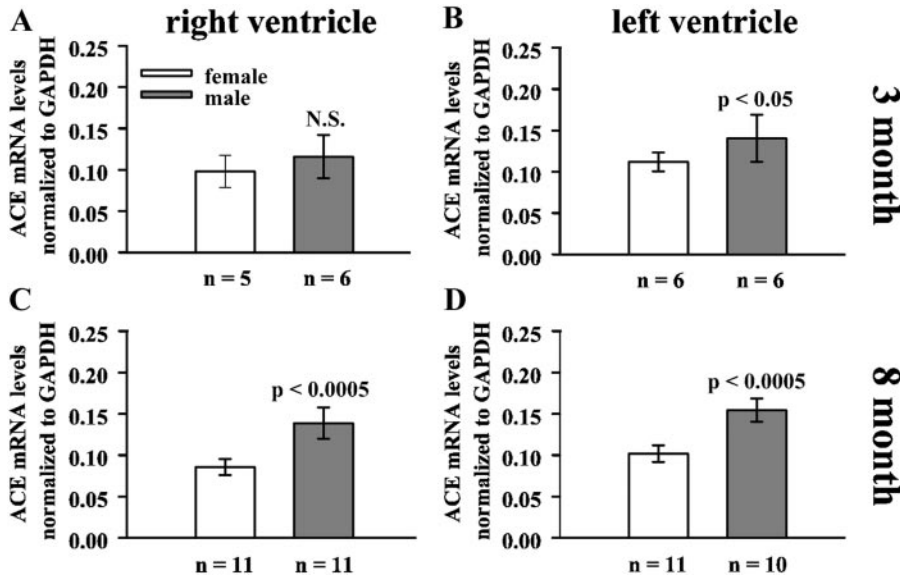 A
right ventricle
ACE mRNA levels
normalized to GAPDH
0.25
0.20
0.15
0.10
0.05
0.00
female
male
N.S.
n = 5
n = 6
B
left ventricle
ACE mRNA levels
normalized to GAPDH
0.25
0.20
0.15
0.10
0.05
0.00
p < 0.05
n = 6
n = 6
3 month
C
ACE mRNA levels
normalized to GAPDH
0.25
0.20
0.15
0.10
0.05
0.00
p < 0.0005
n = 11
n = 11
D
ACE mRNA levels
normalized to GAPDH
0.25
0.20
0.15
0.10
0.05
0.00
p < 0.0005
n = 11
n = 10
8 month